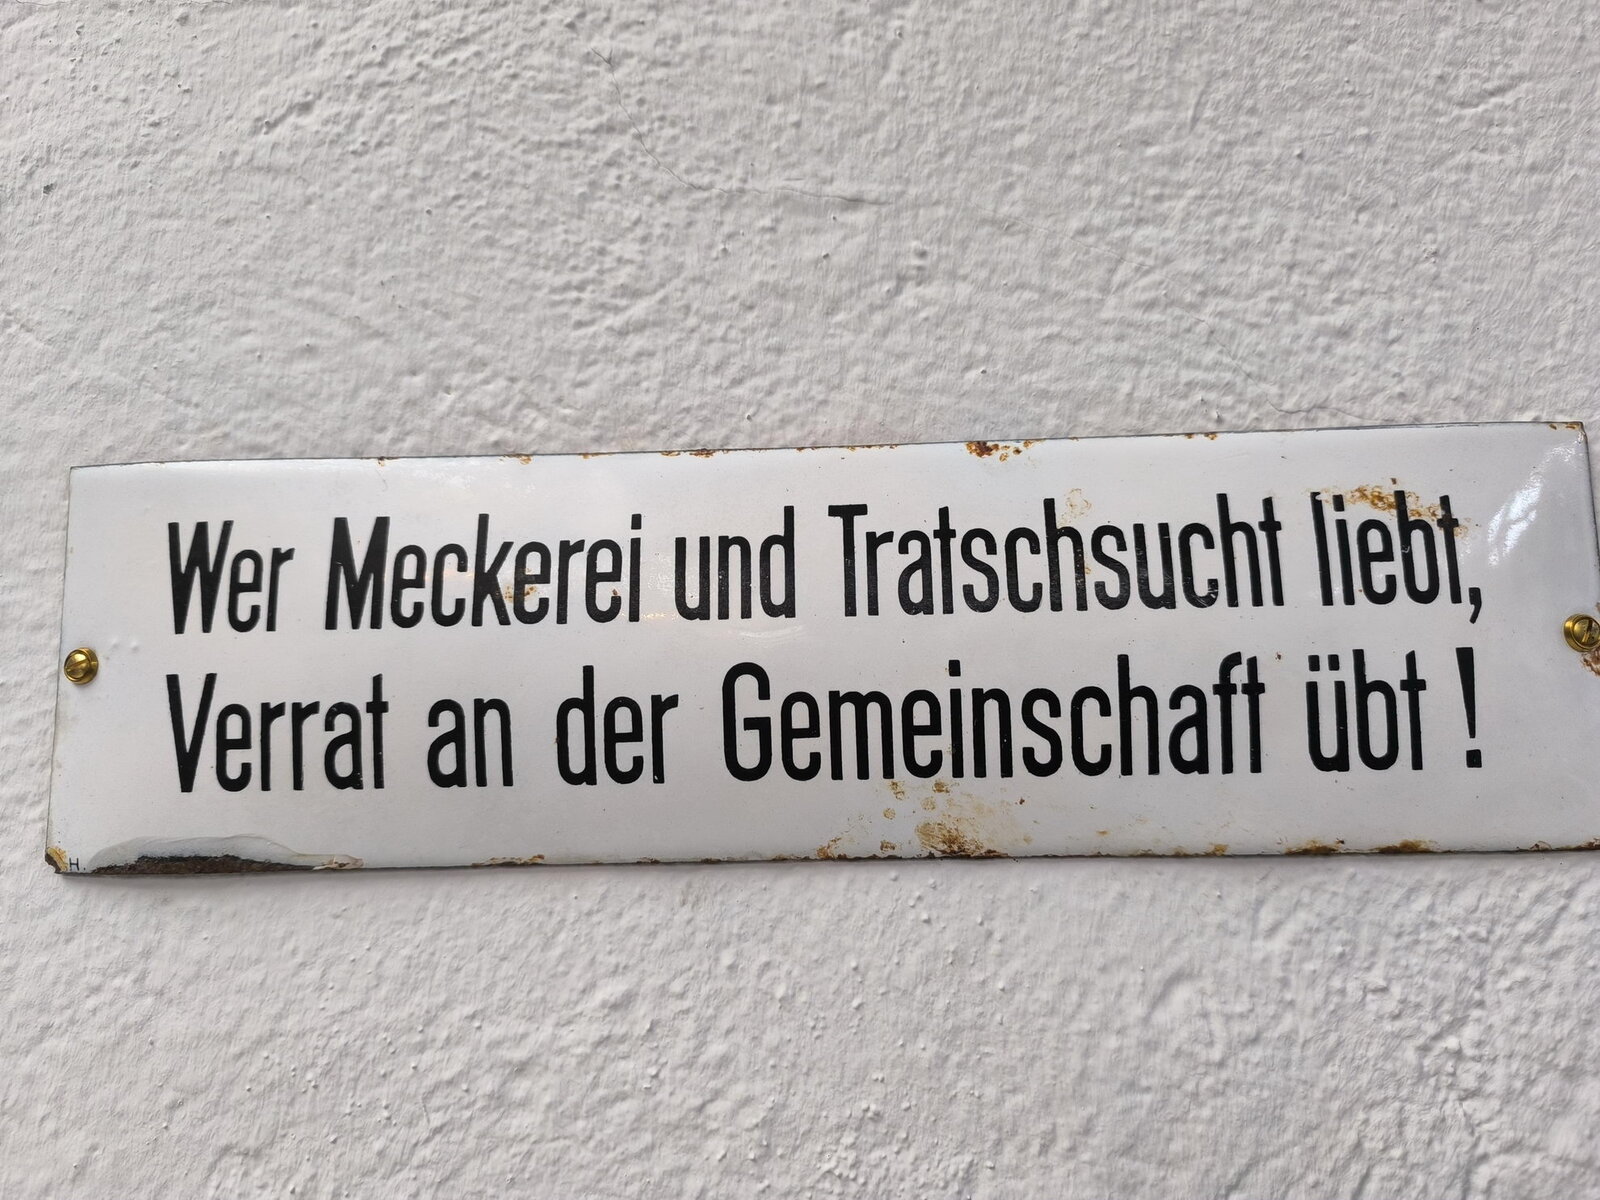 Wer Meckerei und Tratschsucht liebt,
Verrat an der Gemeinschaft übt !
H